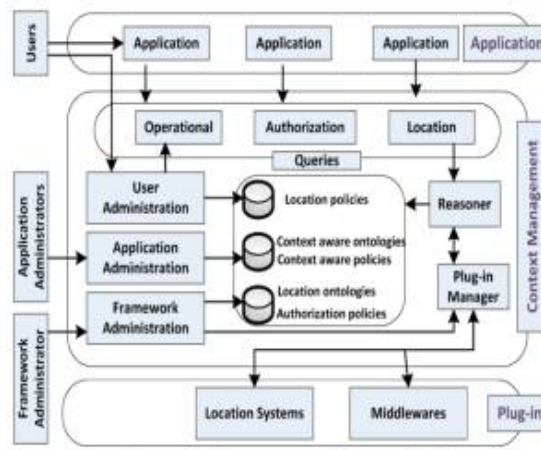 Users
Application
Application
Application
Application
Operational
Authorization
Location
Queries
User
Administration
Location policies
Reasoner
Application
Administrators
Application
Administration
Context aware ontologies
Context aware policies
Context Management
Plug-in
Manager
Framework
Administrator
Framework
Administration
Location ontologies
Authorization policies
Location Systems
Middlewares
Plug-in